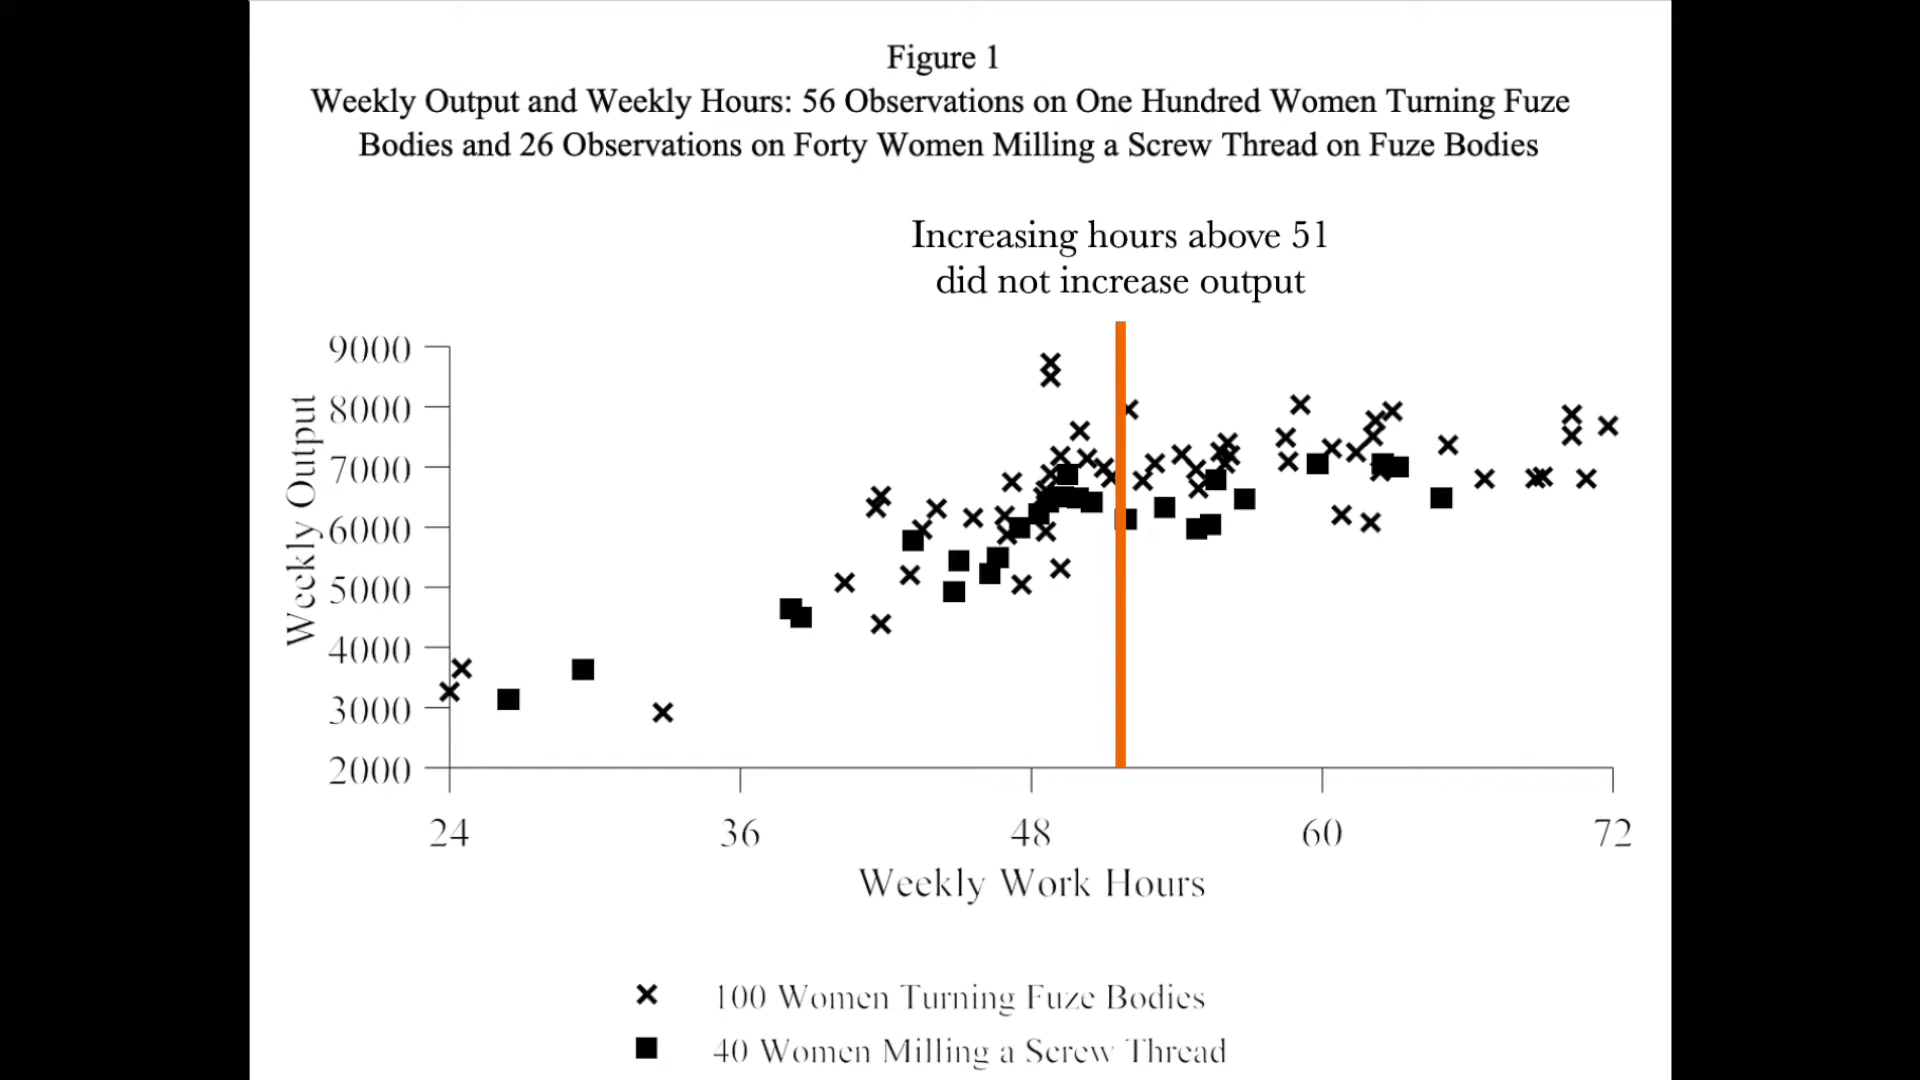 Figure 1
Weekly Output and Weekly Hours: 56 Observations on One Hundred Women Turning Fuze
Bodies and 26 Observations on Forty Women Milling a Screw Thread on Fuze Bodies
Increasing hours above 51
did not increase output
Weekly Output
9000
8000
7000
6000
5000
4000
3000
2000
24 36 48 60 72
Weekly Work Hours
100 Women Turning Fuze Bodies
40 Women Milling a Screw Thread